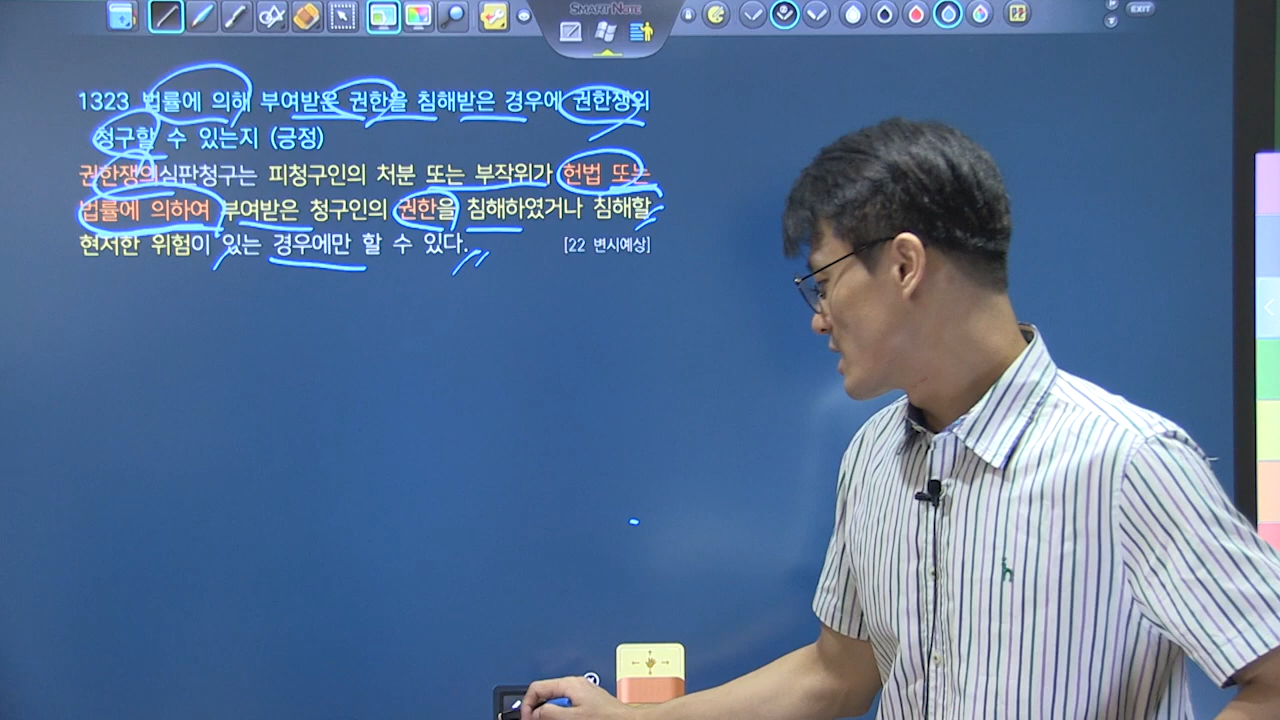 SMART NOTE
EXIT
1323 법률에 의해 부여받은 권한을 침해받은 경우에 권한쟁의
청구할 수 있는지 (긍정)
권한쟁의심판청구는 피청구인의 처분 또는 부작위가 헌법 또는
법률에 의하여 부여받은 청구인의 권한을 침해하였거나 침해할
현저한 위험이 있는 경우에만 할 수 있다.
[22 변시예상]